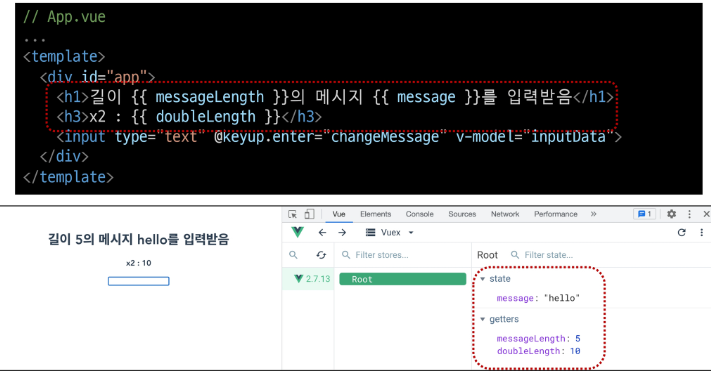 // App.vue
...
<template>
<div id="app">
<h1>길이 {{ messageLength }}의 메시지 {{ message }}를 입력받음</h1>
<h3>x2 : {{ doubleLength }}</h3>
<input type="text" @keyup.enter="changeMessage" v-model="inputData">
</div>
</template>
길이 5의 메시지 hello를 입력받음
x2 : 10
Vue Elements Console Sources Network Performance » 1
Vuex
Filter stores...
Root Filter state...
2.7.13 Root
state
message: "hello"
getters
messageLength: 5
doubleLength: 10